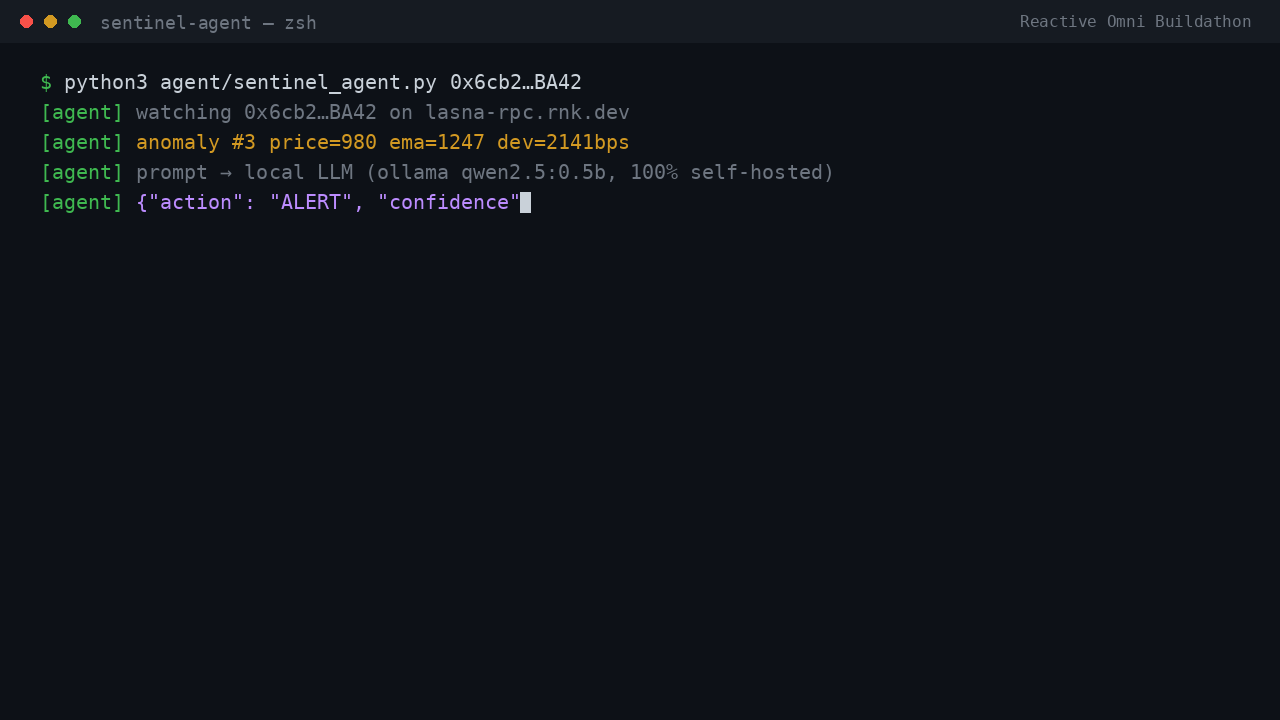 sentinel-agent — zsh
Reactive Omni Buildathon
$ python3 agent/sentinel_agent.py 0x6cb2…BA42
[agent] watching 0x6cb2…BA42 on lasna-rpc.rnk.dev
[agent] anomaly #3 price=980 ema=1247 dev=2141bps
[agent] prompt → local LLM (ollama qwen2.5:0.5b, 100% self-hosted)
[agent] {"action": "ALERT", "confidence"